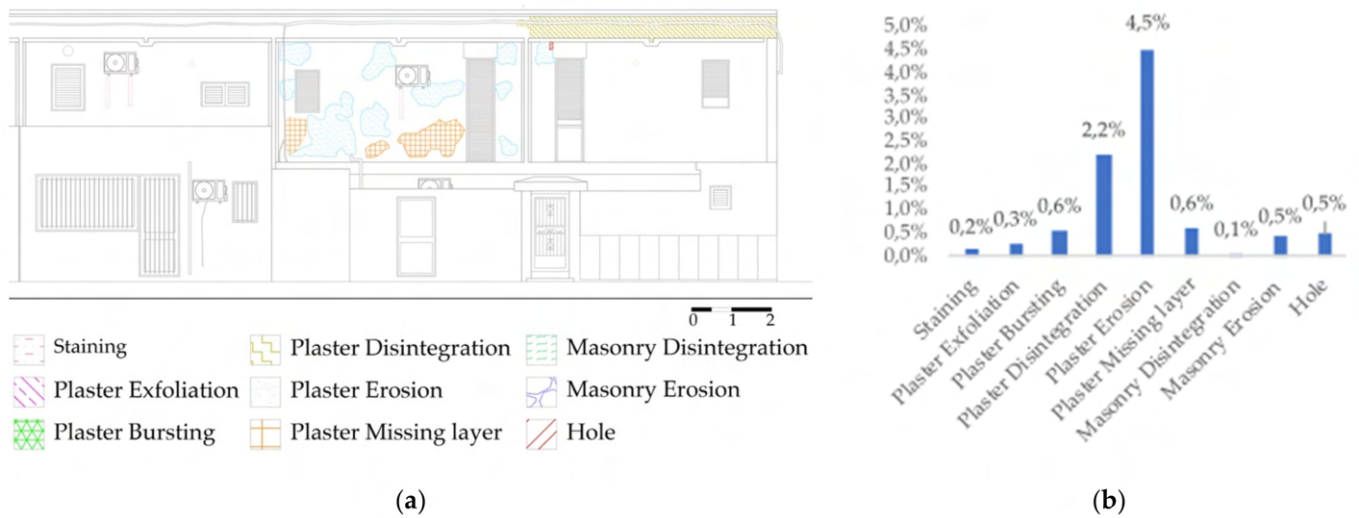 0 1 2
Staining
Plaster Disintegration
Masonry Disintegration
Plaster Exfoliation
Plaster Erosion
Masonry Erosion
Plaster Bursting
Plaster Missing layer
Hole
(a)
5,0%
4,5%
4,0%
3,5%
3,0%
2,5%
2,0%
1,5%
1,0%
0,5%
0,0%
0,2%
0,3%
0,6%
2,2%
4,5%
0,6%
0,1%
0,5%
0,5%
Staining
Plaster Exfoliation
Plaster Bursting
Plaster Disintegration
Plaster Erosion
Plaster Missing layer
Masonry Disintegration
Masonry Erosion
Hole
(b)